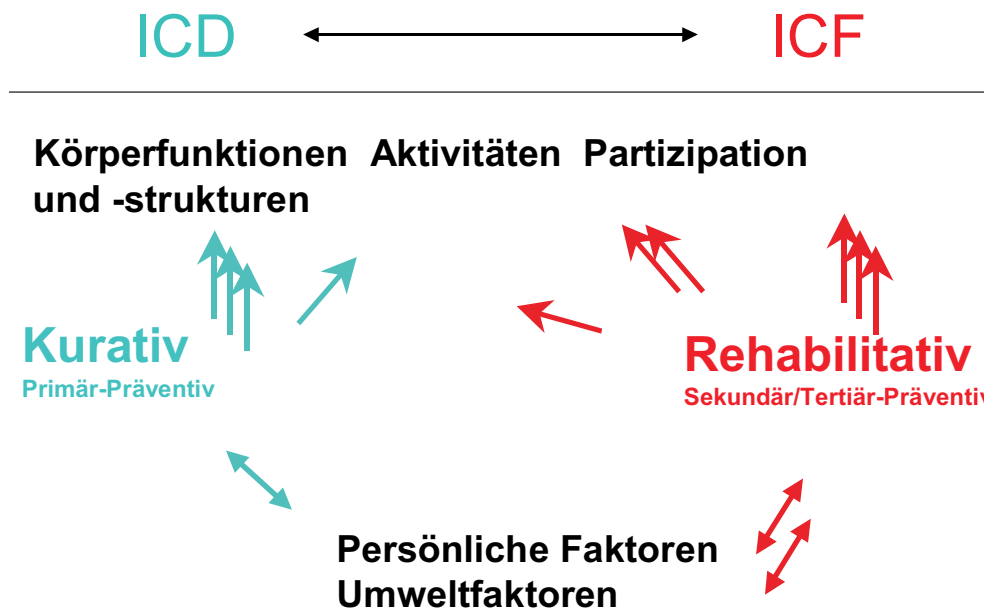 ICD ICF
Körperfunktionen Aktivitäten Partizipation
und -strukturen
Kurativ
Primär-Präventiv
Rehabilitativ
Sekundär/Tertiär-Präventiv
Persönliche Faktoren
Umweltfaktoren